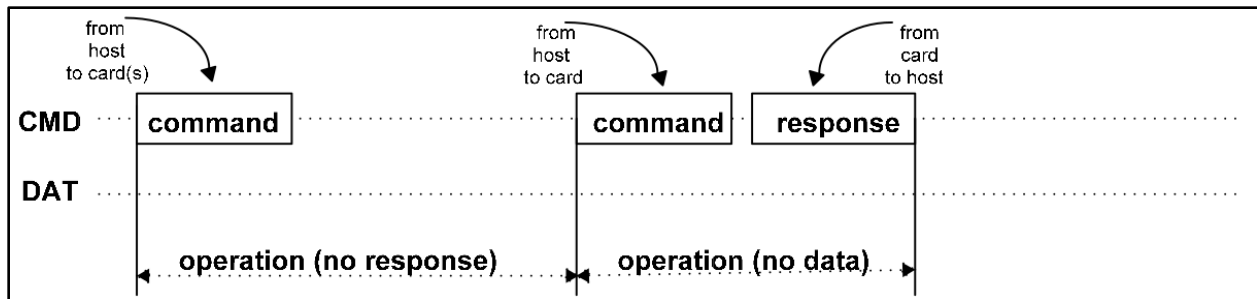 from
host
to card(s)
from
host
to card
from
card
to host
CMD
command
command
response
DAT
operation (no response)
operation (no data)